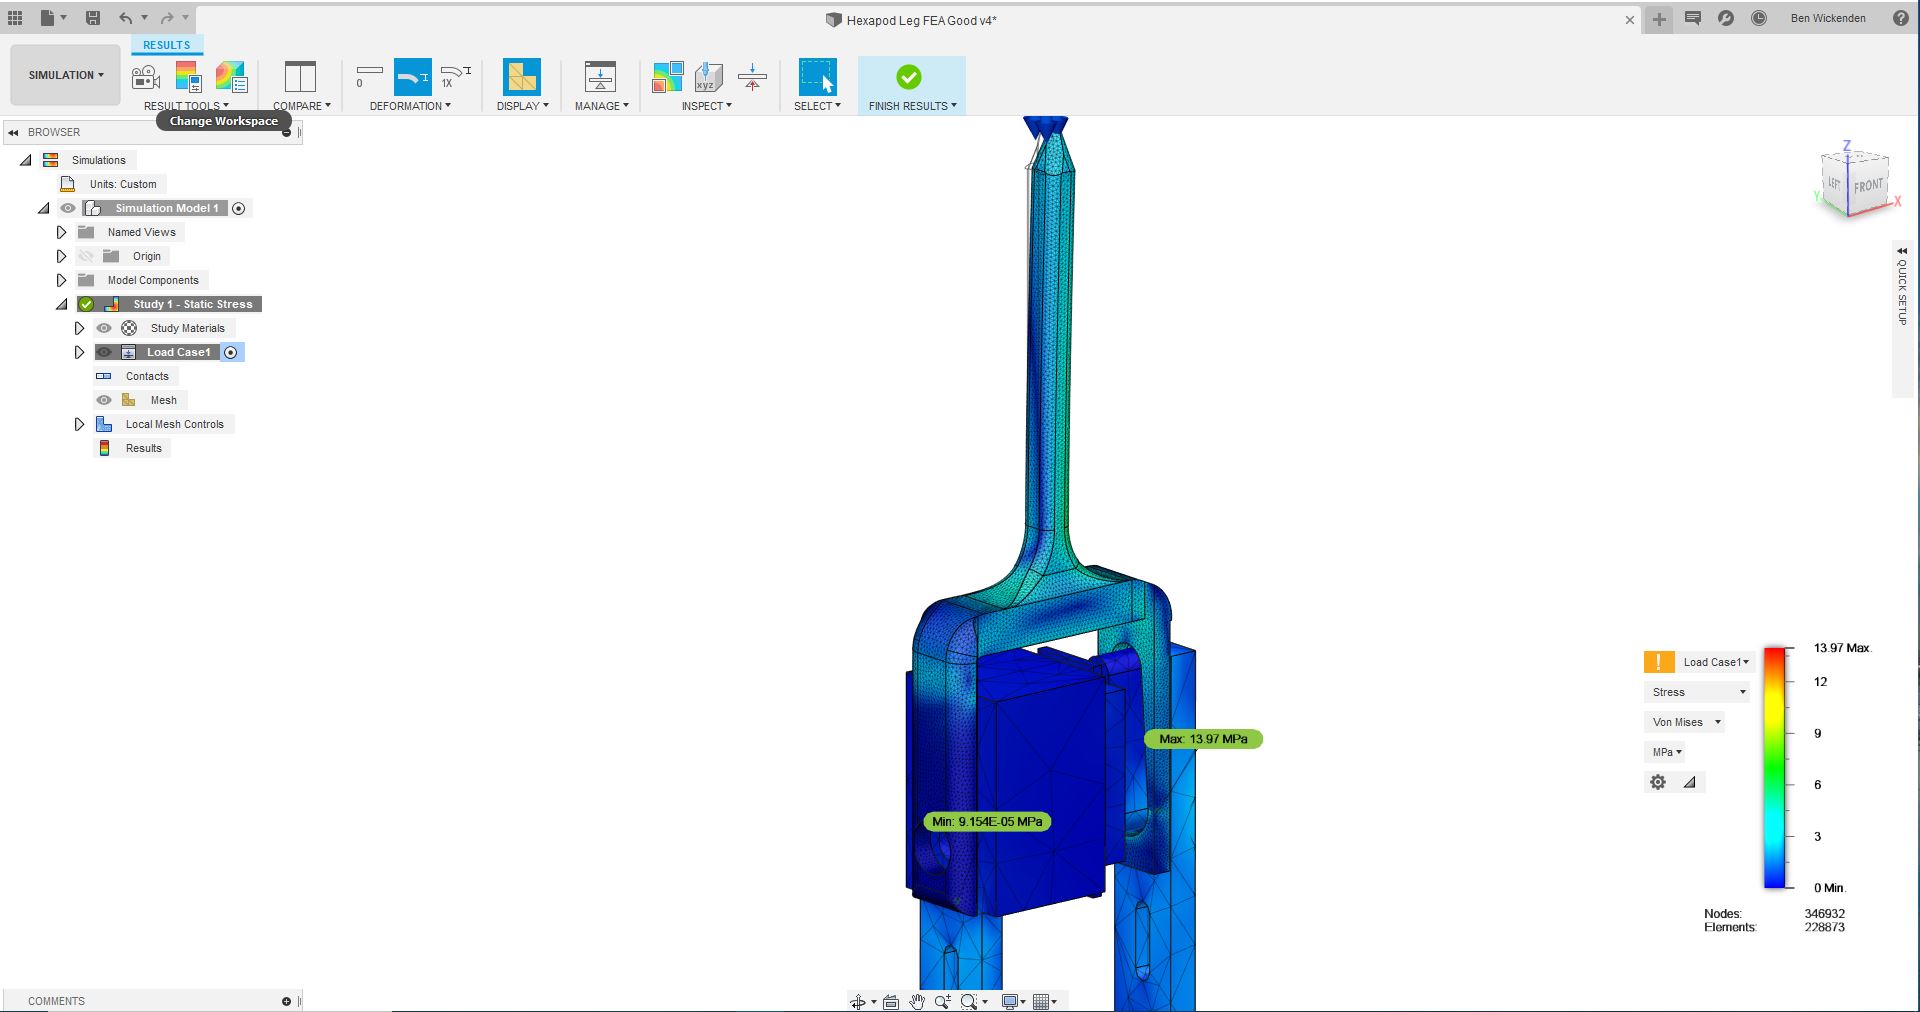 Hexapod Leg FEA Good v4*
Ben Wickenden
RESULTS
SIMULATION
0
1X
xyz
RESULT TOOLS
COMPARE
DEFORMATION
DISPLAY
MANAGE
INSPECT
SELECT
FINISH RESULTS
Change Workspace
BROWSER
Simulations
Units: Custom
Simulation Model 1
Named Views
Origin
Model Components
Study 1 - Static Stress
Study Materials
Load Case1
Contacts
Mesh
Local Mesh Controls
Results
Z
LEFT
FRONT
Y
X
QUICK SETUP
Max: 13.97 MPa
Min: 9.154E-05 MPa
Load Case1
Stress
Von Mises
MPa
13.97 Max.
12
9
6
3
0 Min.
Nodes: 346932
Elements: 228873
COMMENTS